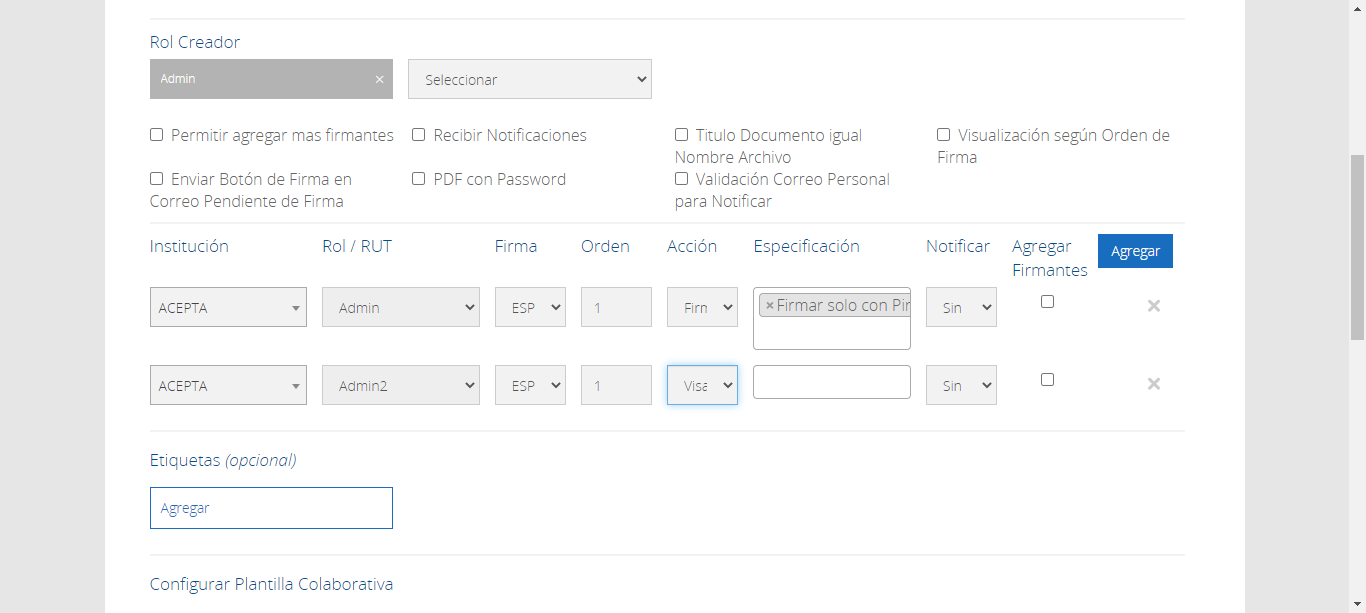 Rol Creador
Admin ×
Seleccionar
Permitir agregar mas firmantes
Recibir Notificaciones
Titulo Documento igual
Nombre Archivo
Visualización según Orden de
Firma
Enviar Botón de Firma en
Correo Pendiente de Firma
PDF con Password
Validación Correo Personal
para Notificar
Institución Rol / RUT Firma Orden Acción Especificación Notificar Agregar
Firmantes
Agregar
ACEPTA Admin ESP 1 Firm ×Firmar solo con Pin Sin ×
ACEPTA Admin2 ESP 1 Visa Sin ×
Etiquetas (opcional)
Agregar
Configurar Plantilla Colaborativa